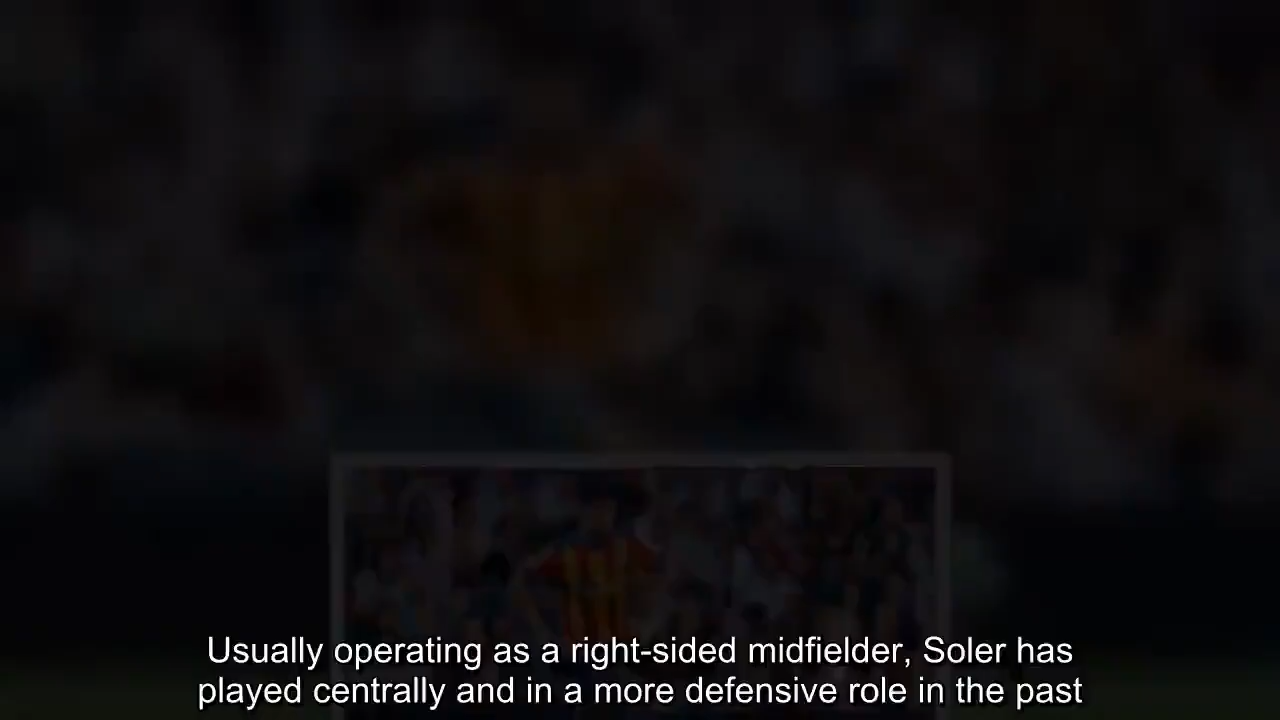 Usually operating as a right-sided midfielder, Soler has
played centrally and in a more defensive role in the past